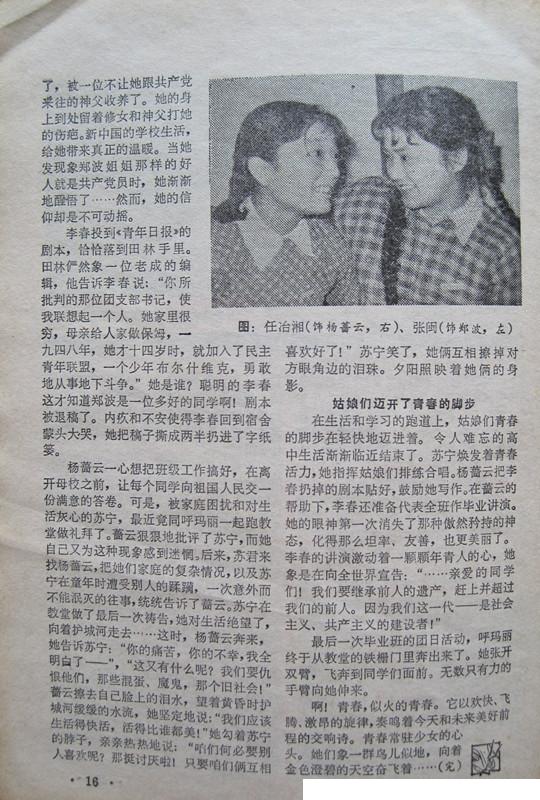 了，被一位不让她跟共产党
来往的神父收养了。她的身
上到处留着修女和神父打她
的伤疤。新中国的学校生活，
给她带来真正的温暖。当她
发现象郑波姐姐那样的好
人就是共产党员时，她渐渐
地醒悟了……然而，她的信
仰却是不可动摇。
李春投到《青年日报》的
剧本，恰恰落到田林手里。
田林俨然象一位老成的编
辑，他告诉李春说：“你所
批判的那位团支部书记，使
我联想起一个人。她家里很
穷，母亲给人家做保姆，一
九四八年，她才十四岁时，就加入了民主
青年联盟，一个少年布尔什维克，勇敢
地从事地下斗争。”她是谁？聪明的李春
这才知道郑波是一位多好的同学啊！剧本
被退稿了。内疚和不安使得李春回到宿舍
蒙头大哭，她把稿子撕成两半扔进了字纸
篓。
杨蔷云一心想把班级工作搞好，在离
开母校之前，让每个同学向祖国人民交一
份满意的答卷。可是，被家庭困扰和对生
活灰心的苏宁，最近竟同呼玛丽一起跑教
堂做礼拜了。蔷云狠狠地批评了苏宁，而她
自己又为这种现象感到迷惘。后来，苏君来
找杨蔷云，把她们家庭的复杂情况，以及苏
宁在童年时遭受别人的蹂躏，一次意外而
不能泯灭的往事，统统告诉了蔷云。苏宁在
教堂做了最后一次祷告，她对生活绝望了，
向着护城河走去……这时，杨蔷云奔来，
她告诉苏宁：“你的痛苦，你的不幸，我全
明白了——”，“这又有什么呢？我们要仇
恨他们，那些混蛋、魔鬼，那个旧社会！”
蔷云擦去自己脸上的泪水，望着黄昏时护
城河缓缓的水流，她坚定地说：“我们应该
生活得快活，活得比谁都美！”她勾着苏宁
的脖子，亲亲热热地说：“咱们何必要别
人喜欢呢？那挺讨厌啦！只要咱们俩互相
图：任冶湘（饰杨蔷云，右）、张闽（饰郑波，左）
喜欢好了！”苏宁笑了，她俩互相擦掉对
方眼角边的泪珠。夕阳照映着她俩的身
影。
姑娘们迈开了青春的脚步
在生活和学习的跑道上，姑娘们青春
的脚步在轻快地迈进着。令人难忘的高
中生活渐渐临近结束了。苏宁焕发着青春
活力，她指挥姑娘们排练合唱。杨蔷云把李
春扔掉的剧本贴好，鼓励她写作。在蔷云的
帮助下，李春还准备代表全班作毕业讲演。
她的眼神第一次消失了那种傲然矜持的神
态，化得那么坦率、友善，也更美丽了。
李春的讲演激动着一颗颗年青人的心，她
象是在向全世界宣告：“……亲爱的同学
们！我们要继承前人的遗产，赶上并超过
我们的前人。因为我们这一代——是社会
主义、共产主义的建设者！”
最后一次毕业班的团日活动，呼玛丽
终于从教堂的铁栅门里奔出来了。她张开
双臂，飞奔到同学们面前。无数只有力的
手臂向她伸来。
啊！青春，似火的青春。它以欢快、飞
腾、激昂的旋律，奏鸣着今天和未来美好前
程的交响诗。青春常驻少女的心
头。她们象一群鸟儿似地，向着
金色澄碧的天空奋飞着……（完）
·16·